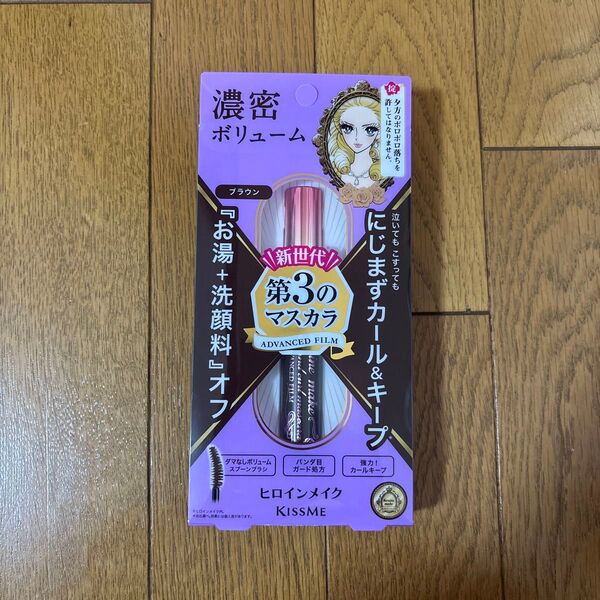 濃密
ボリューム
掟
夕方のポロポロ落ちを
許してはなりません。
ブラウン
泣いても こすっても
にじまずカール&キープ
『お湯+洗顔料』オフ
新世代
第3の
マスカラ
ADVANCED FILM
ADVANCED FILM
ダマなしボリューム
スプーンブラシ
パンダ目
ガード処方
強力!
カールキープ
ヒロインメイク
KISSME